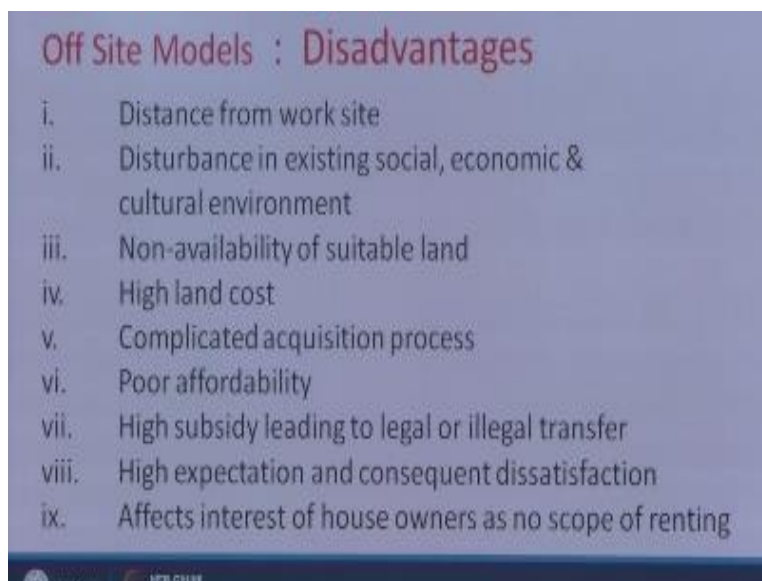 Off Site Models : Disadvantages
i. Distance from work site
ii. Disturbance in existing social, economic &
cultural environment
iii. Non-availability of suitable land
iv. High land cost
v. Complicated acquisition process
vi. Poor affordability
vii. High subsidy leading to legal or illegal transfer
viii. High expectation and consequent dissatisfaction
ix. Affects interest of house owners as no scope of renting